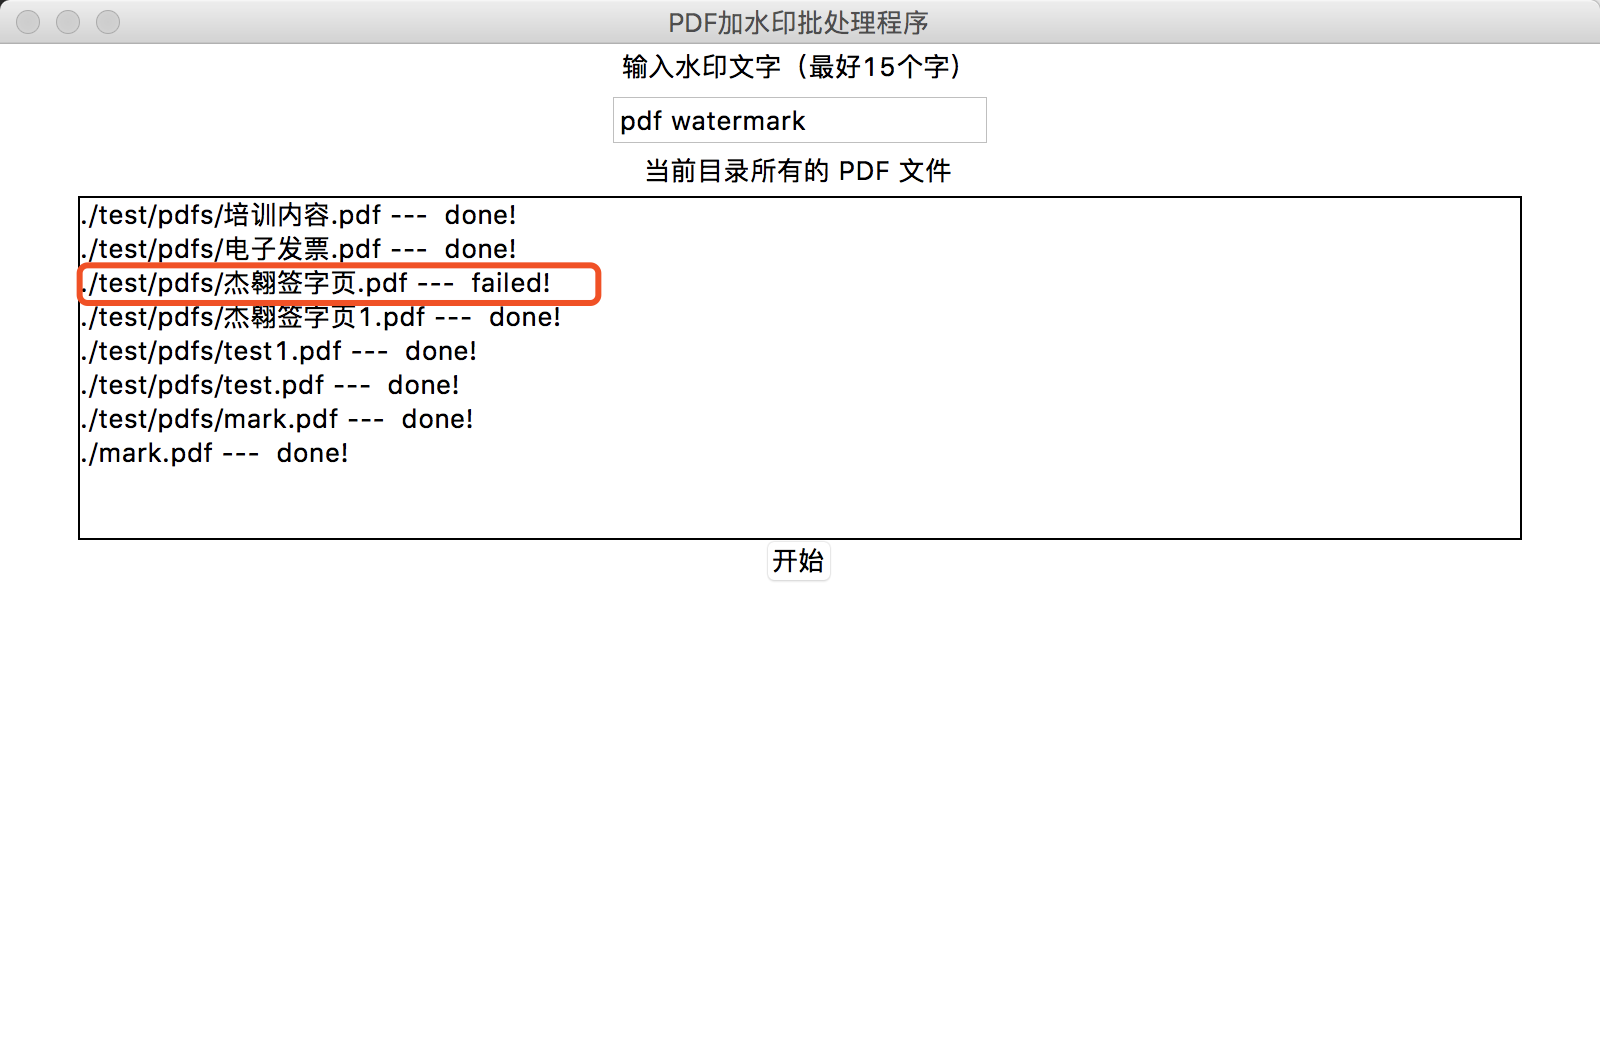 PDF加水印批处理程序
输入水印文字（最好15个字）
pdf watermark
当前目录所有的 PDF 文件
./test/pdfs/培训内容.pdf --- done!
./test/pdfs/电子发票.pdf --- done!
./test/pdfs/杰翱签字页.pdf --- failed!
./test/pdfs/杰翱签字页1.pdf --- done!
./test/pdfs/test1.pdf --- done!
./test/pdfs/test.pdf --- done!
./test/pdfs/mark.pdf --- done!
./mark.pdf --- done!
开始